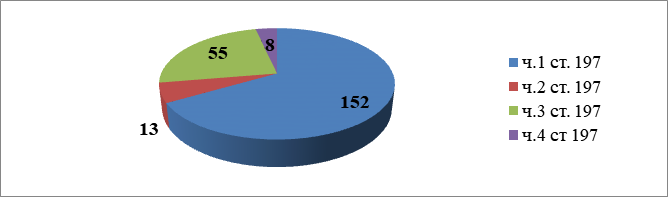 8
55
152
13
ч.1 ст. 197
ч.2 ст. 197
ч.3 ст. 197
ч.4 ст 197